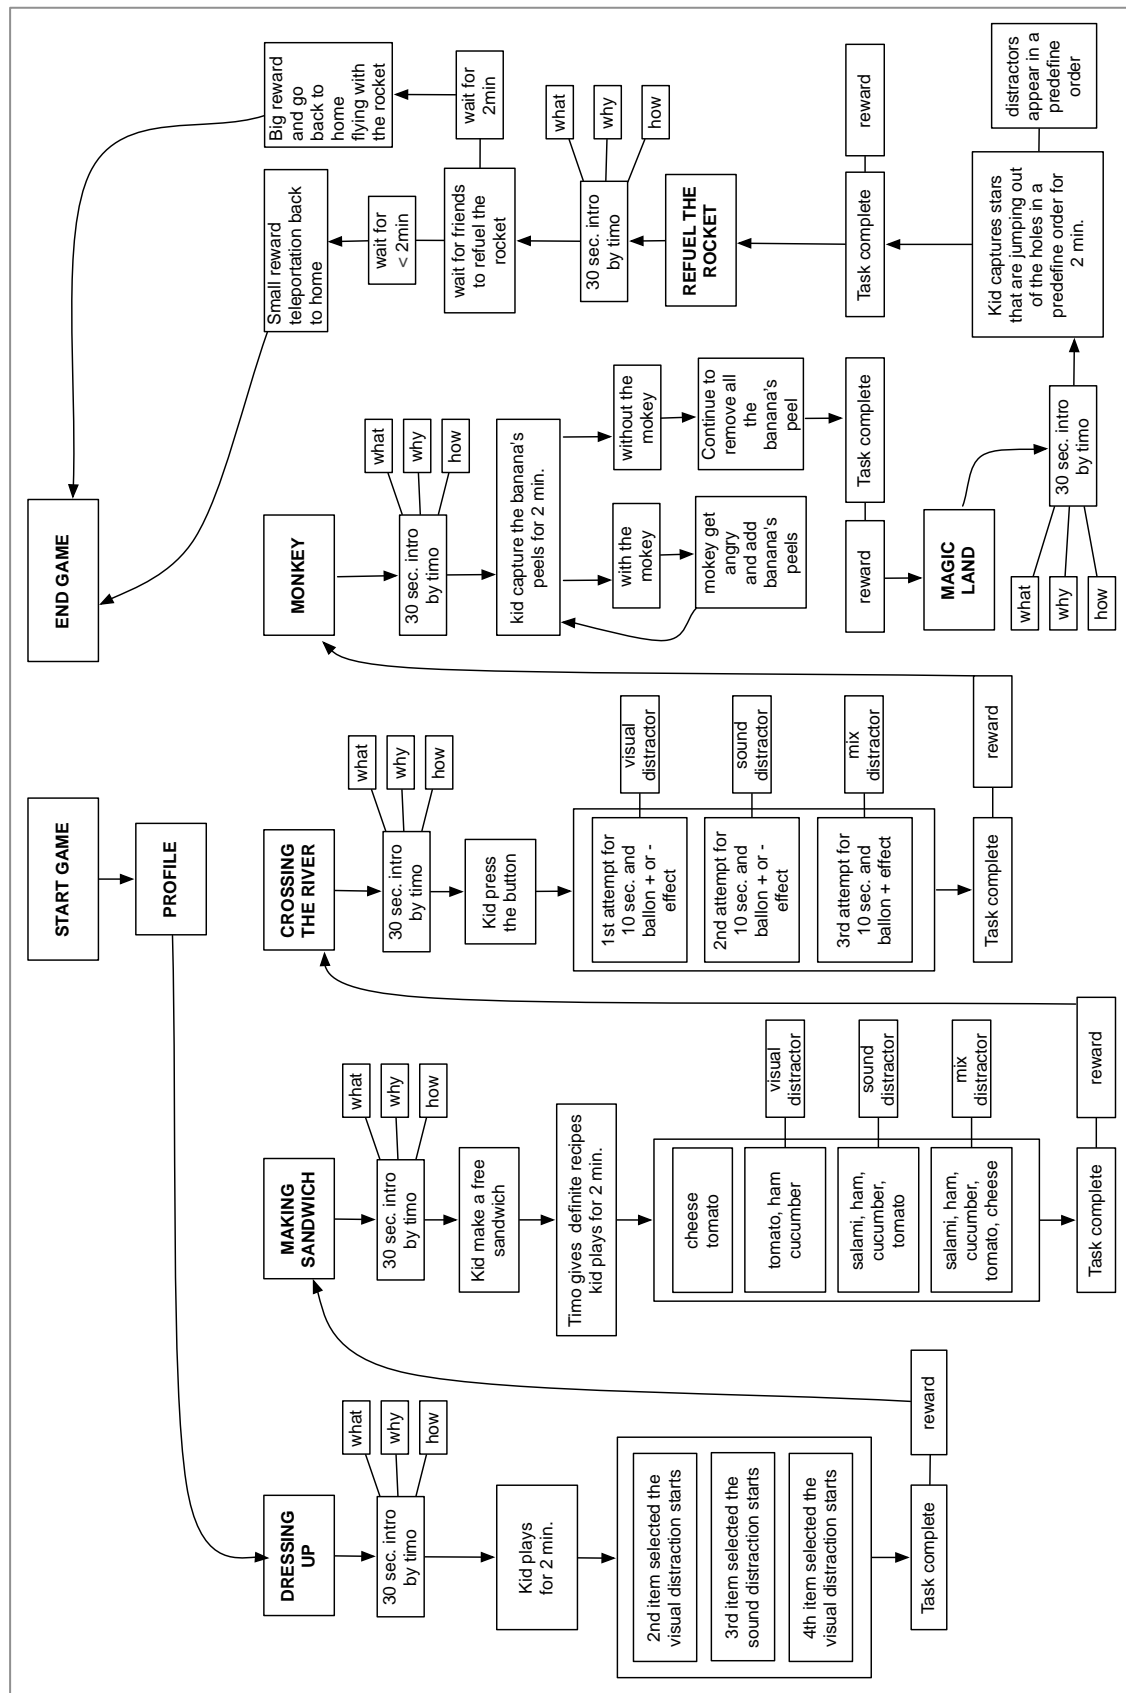 START GAME
PROFILE
END GAME
DRESSING
UP
30 sec. intro
by timo
what
why
how
Kid plays
for 2 min.
2nd item selected the
visual distraction starts
3rd item selected the
sound distraction starts
4th item selected the
visual distraction starts
Task complete
reward
MAKING
SANDWICH
30 sec. intro
by timo
what
why
how
Kid make a free
sandwich
Timo gives definite recipes
kid plays for 2 min.
cheese
tomato
tomato, ham
cucumber
visual
distractor
salami, ham,
cucumber,
tomato
sound
distractor
salami, ham,
cucumber,
tomato, cheese
mix
distractor
Task complete
reward
CROSSING
THE RIVER
30 sec. intro
by timo
what
why
how
Kid press
the button
1st attempt for
10 sec. and
ballon + or -
effect
visual
distractor
2nd attempt for
10 sec. and
ballon + or -
effect
sound
distractor
3rd attempt for
10 sec. and
ballon + effect
mix
distractor
Task complete
reward
MONKEY
30 sec. intro
by timo
what
why
how
kid capture the banana's
peels for 2 min.
with the
mokey
without the
mokey
mokey get
angry
and add
banana's
peels
Continue to
remove all
the
banana's
peel
reward
Task complete
MAGIC
LAND
30 sec. intro
by timo
what
why
how
Kid captures stars
that are jumping out
of the holes in a
predefine order for
2 min.
distractors
appear in a
predefine
order
Task complete
reward
REFUEL THE
ROCKET
30 sec. intro
by timo
what
why
how
wait for friends
to refuel the
rocket
wait for
< 2min
wait for
2min
Small reward
teleportation back
to home
Big reward
and go
back to
home
flying with
the rocket